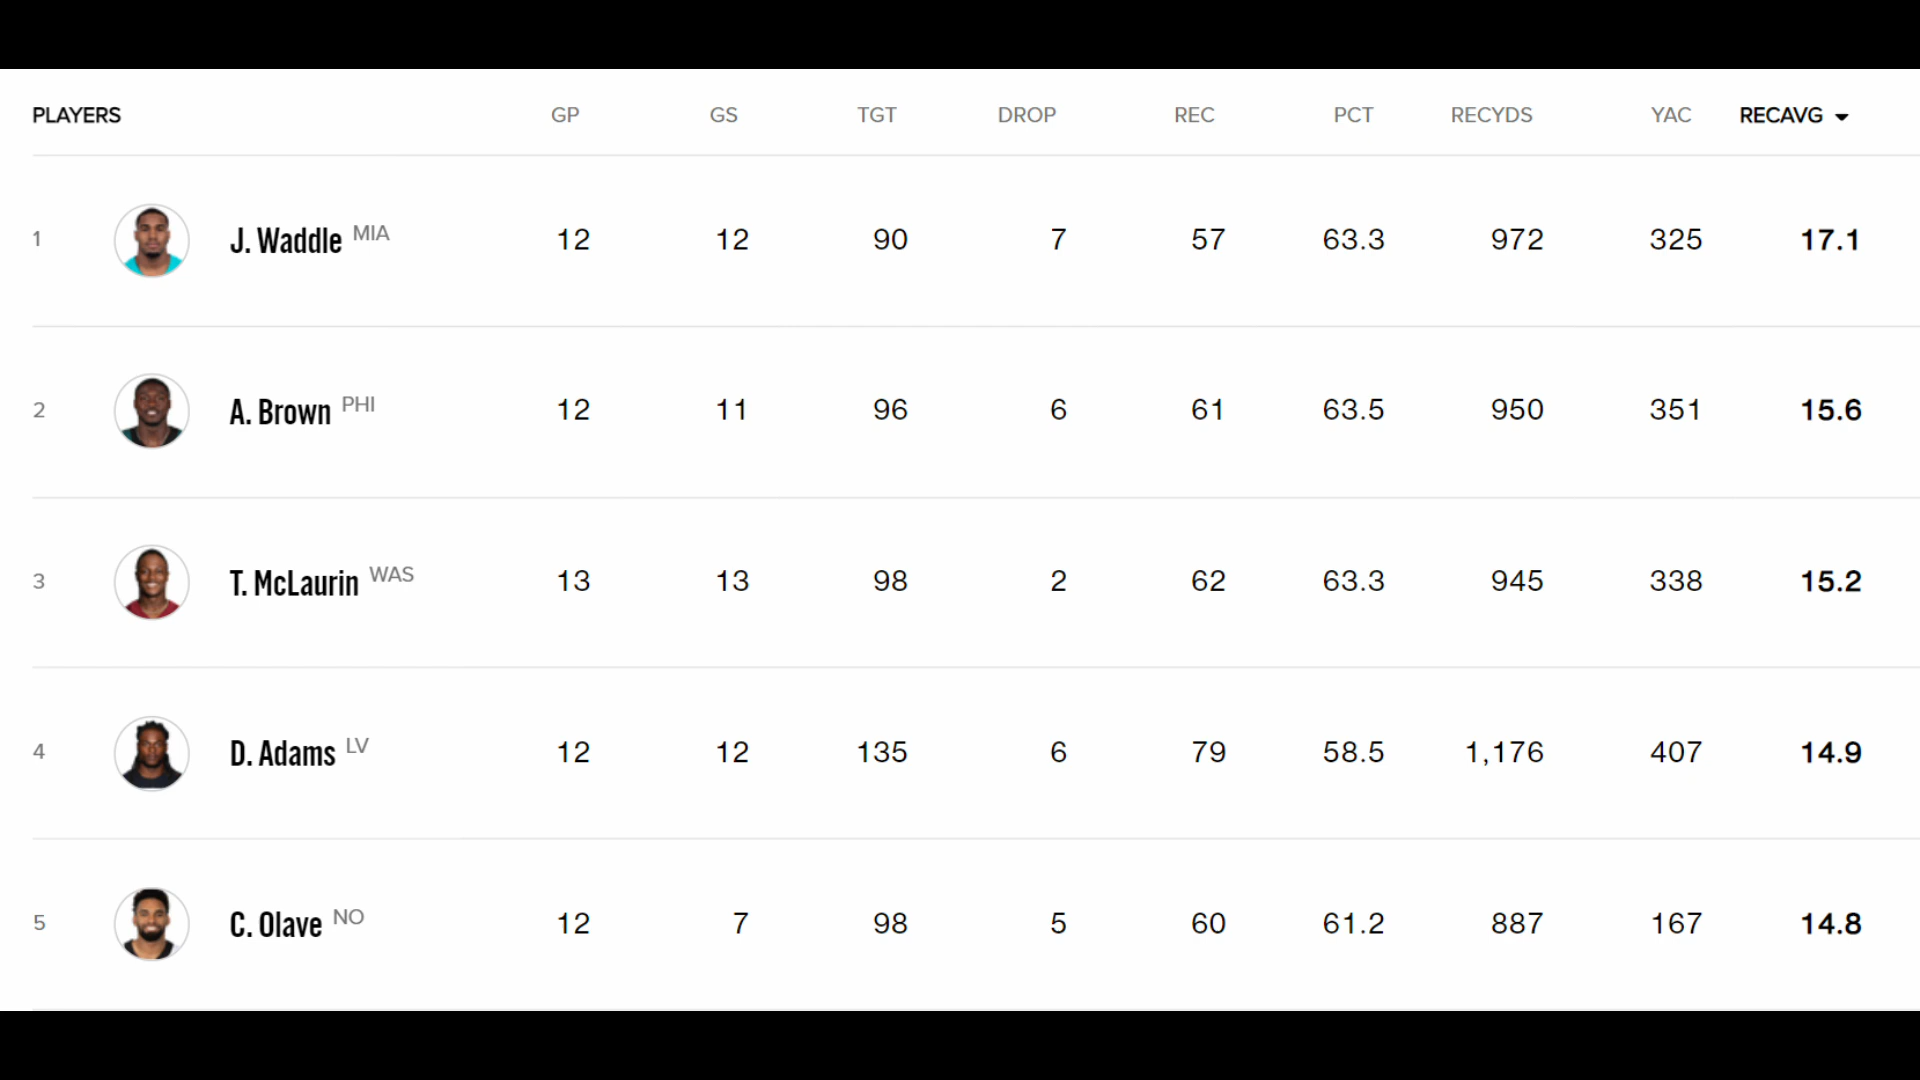 PLAYERS GP GS TGT DROP REC PCT RECYDS YAC RECAVG
1 J. Waddle MIA 12 12 90 7 57 63.3 972 325 17.1
2 A. Brown PHI 12 11 96 6 61 63.5 950 351 15.6
3 T. McLaurin WAS 13 13 98 2 62 63.3 945 338 15.2
4 D. Adams LV 12 12 135 6 79 58.5 1,176 407 14.9
5 C. Olave NO 12 7 98 5 60 61.2 887 167 14.8